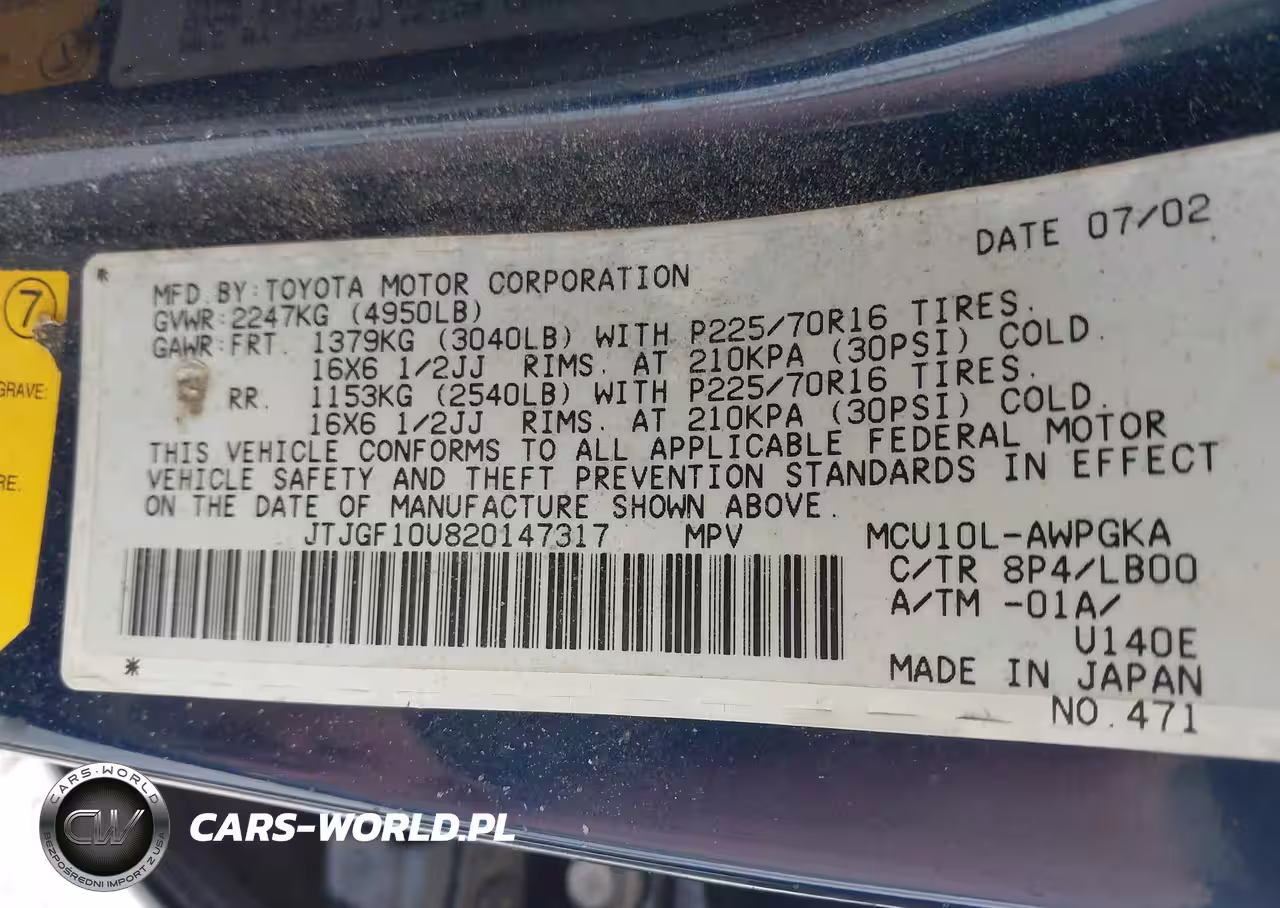 DATE 07/02
MFD. BY: TOYOTA MOTOR CORPORATION
GVWR: 2247KG (4950LB)
GAWR: FRT. 1379KG (3040LB) WITH P225/70R16 TIRES.
16X6 1/2JJ RIMS. AT 210KPA (30PSI) COLD.
RR. 1153KG (2540LB) WITH P225/70R16 TIRES.
16X6 1/2JJ RIMS. AT 210KPA (30PSI) COLD.
THIS VEHICLE CONFORMS TO ALL APPLICABLE FEDERAL MOTOR
VEHICLE SAFETY AND THEFT PREVENTION STANDARDS IN EFFECT
ON THE DATE OF MANUFACTURE SHOWN ABOVE.
JTJGF10U820147317 MPV MCU10L-AWPGKA
C/TR 8P4/LB00
A/TM -01A/
U140E
MADE IN JAPAN
NO. 471
7
GRAVE:
RE.
CARS-WORLD
CW
BEZPOŚREDNI IMPORT Z USA
CARS-WORLD.PL